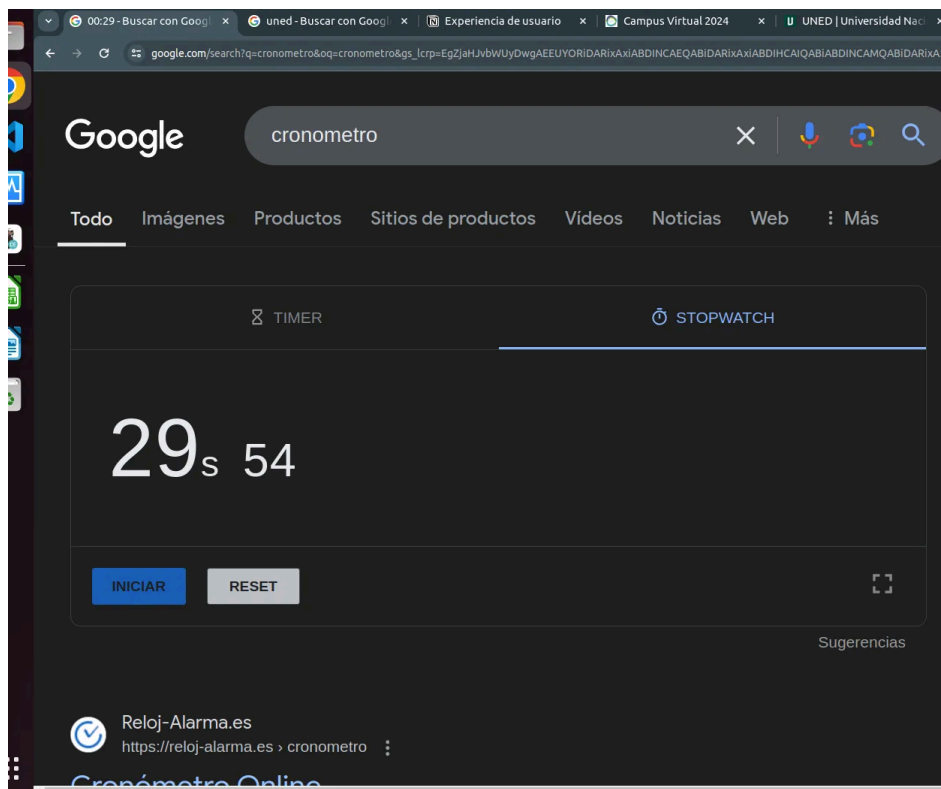 00:29 - Buscar con Googl
uned - Buscar con Googl
Experiencia de usuario
Campus Virtual 2024
UNED | Universidad Naci
google.com/search?q=cronometro&oq=cronometro
Google
cronometro
Todo Imágenes Productos Sitios de productos Vídeos Noticias Web Más
TIMER
STOPWATCH
29s 54
INICIAR RESET
Sugerencias
Reloj-Alarma.es
https://reloj-alarma.es › cronometro
Cronómetro Online